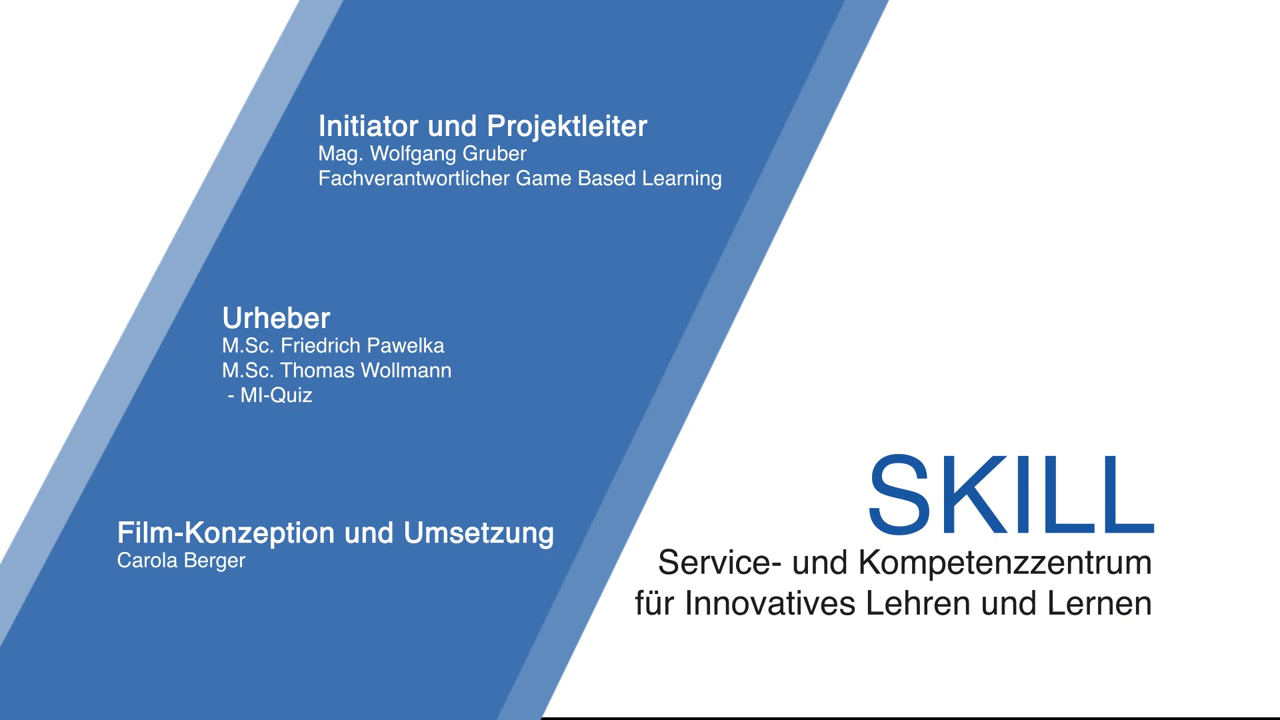 Initiator und Projektleiter
Mag. Wolfgang Gruber
Fachverantwortlicher Game Based Learning
Urheber
M.Sc. Friedrich Pawelka
M.Sc. Thomas Wollmann
- MI-Quiz
Film-Konzeption und Umsetzung
Carola Berger
SKILL
Service- und Kompetenzzentrum
für Innovatives Lehren und Lernen